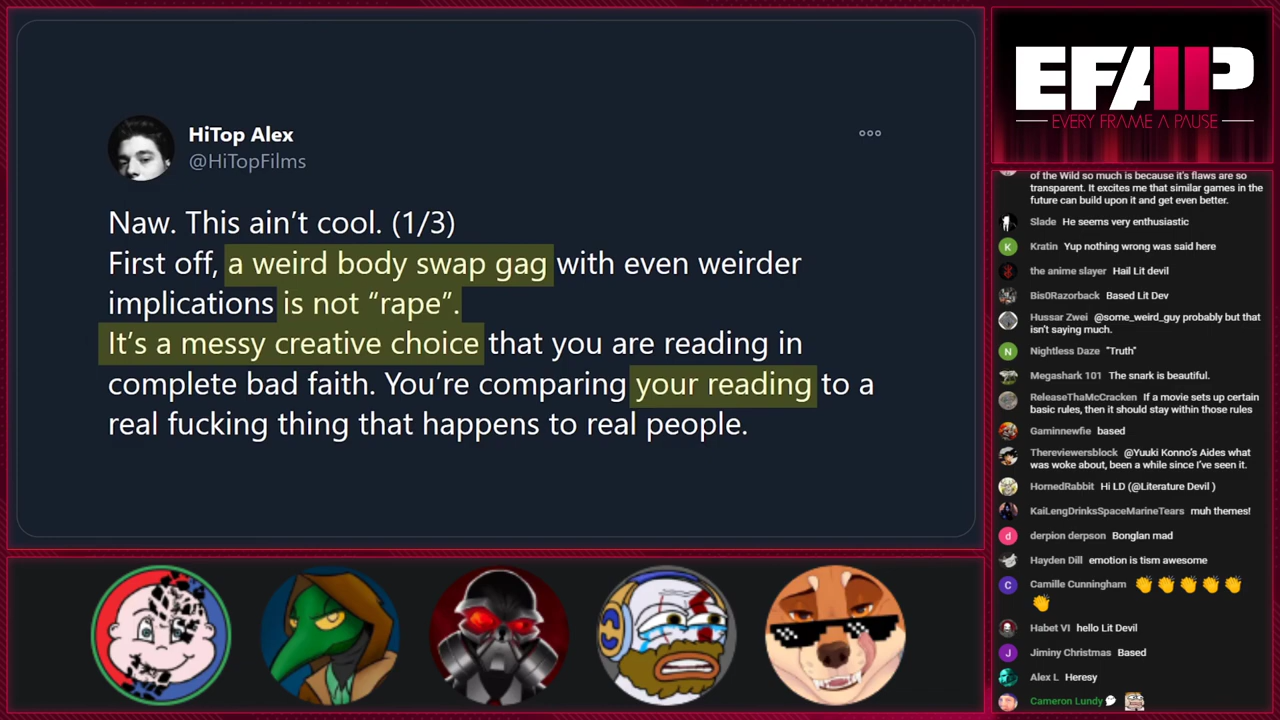 HiTop Alex
@HiTopFilms
Naw. This ain’t cool. (1/3)
First off, a weird body swap gag with even weirder
implications is not “rape”.
It’s a messy creative choice that you are reading in
complete bad faith. You’re comparing your reading to a
real fucking thing that happens to real people.
EFAP
EVERY FRAME A PAUSE
of the Wild so much is because it's flaws are so
transparent. It excites me that similar games in the
future can build upon it and get even better.
Slade He seems very enthusiastic
K Kratin Yup nothing wrong was said here
the anime slayer Hail Lit devil
Bis0Razorback Based Lit Dev
Hussar Zwei @some_weird_guy probably but that
isn't saying much.
N Nightless Daze "Truth"
Megashark 101 The snark is beautiful.
ReleaseThaMcCracken If a movie sets up certain
basic rules, then it should stay within those rules
Gaminnewfie based
Thereviewersblock @Yuuki Konno's Aides what
was woke about, been a while since I've seen it.
HornedRabbit Hi LD (@Literature Devil )
KaiLengDrinksSpaceMarineTears muh themes!
d derpion derpson Bonglan mad
Hayden Dill emotion is tism awesome
C Camille Cunningham 👏 👏 👏 👏 👏
👏
Habet VI hello Lit Devil
J Jiminy Christmas Based
Alex L Heresy
Cameron Lundy